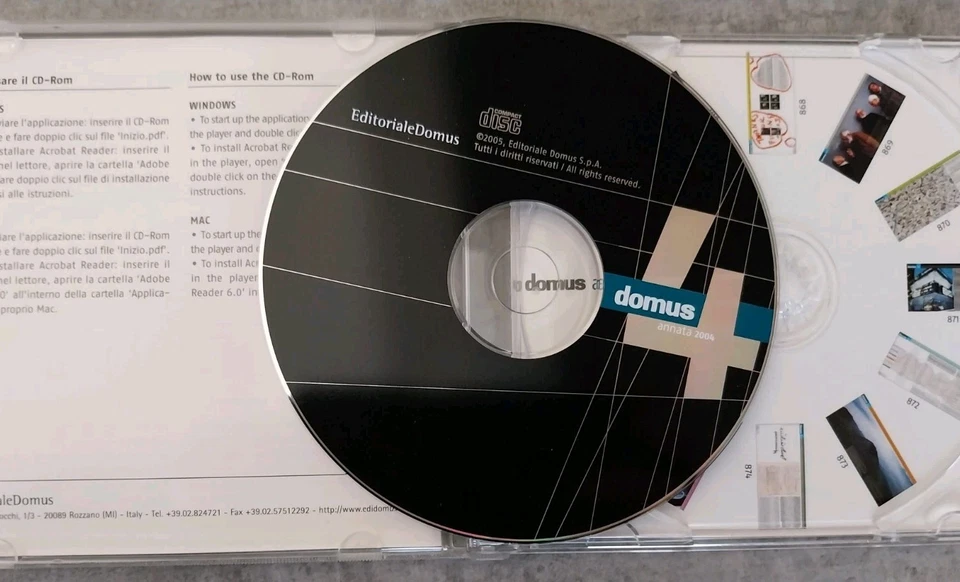 are il CD-Rom
iare l'applicazione: inserire il CD-Rom
e e fare doppio clic sul file 'Inizio.pdf'.
stallare Acrobat Reader: inserire il
nel lettore, aprire la cartella 'Adobe
are doppio clic sul file di installazione
si alle istruzioni.
iare l'applicazione: inserire il CD-Rom
e e fare doppio clic sul file 'Inizio.pdf'.
stallare Acrobat Reader: inserire il
nel lettore, aprire la cartella 'Adobe
.0' all'interno della cartella 'Applica-
proprio Mac.
How to use the CD-Rom
WINDOWS
• To start up the application
the player and double clic
• To install Acrobat Re
in the player, open
double click on the
instructions.
MAC
• To start up the
the player and
• To install Acr
in the player
Reader 6.0' in
aleDomus
occhi, 1/3 - 20089 Rozzano (MI) - Italy - Tel. +39.02.824721 - Fax +39.02.57512292 - http://www.edidomus
EditorialeDomus
COMPACT
disc
©2005, Editoriale Domus S.p.A.
Tutti i diritti riservati / All rights reserved.
domus
4
domus
annata 2004
868
869
870
871
872
873
874